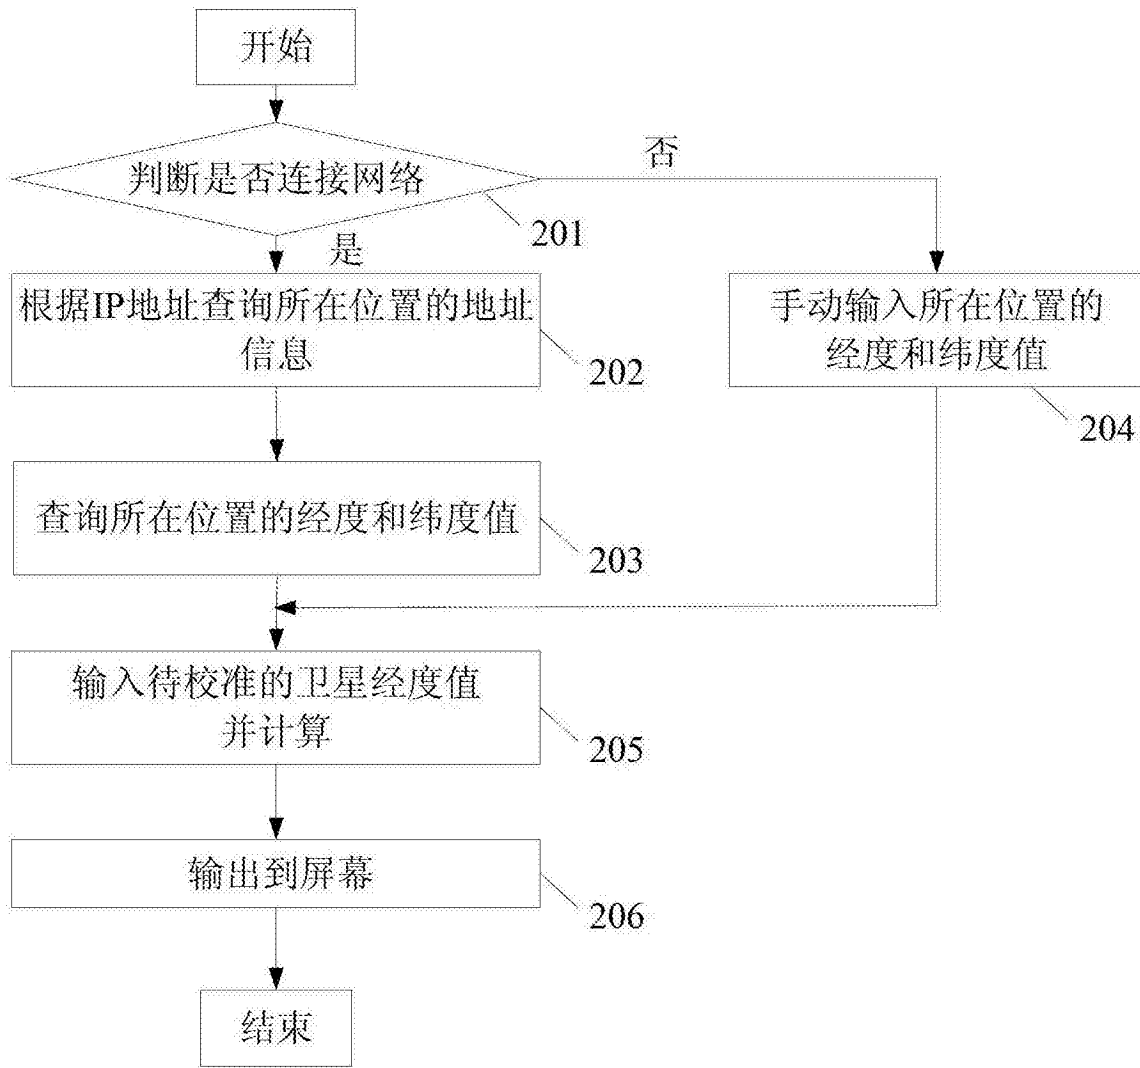 开始
判断是否连接网络
否
201
是
根据IP地址查询所在位置的地址
信息
202
手动输入所在位置的
经度和纬度值
204
查询所在位置的经度和纬度值
203
输入待校准的卫星经度值
并计算
205
输出到屏幕
206
结束